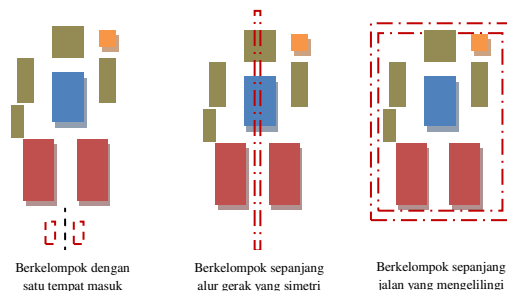 Berkelompok dengan
satu tempat masuk
Berkelompok sepanjang
alur gerak yang simetri
Berkelompok sepanjang
jalan yang mengelilingi